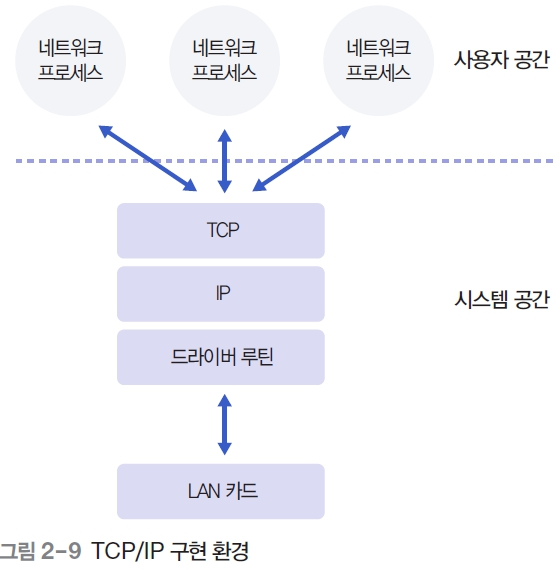 네트워크
프로세스
네트워크
프로세스
네트워크
프로세스
사용자 공간
TCP
IP
시스템 공간
드라이버 루틴
LAN 카드
그림 2-9 TCP/IP 구현 환경